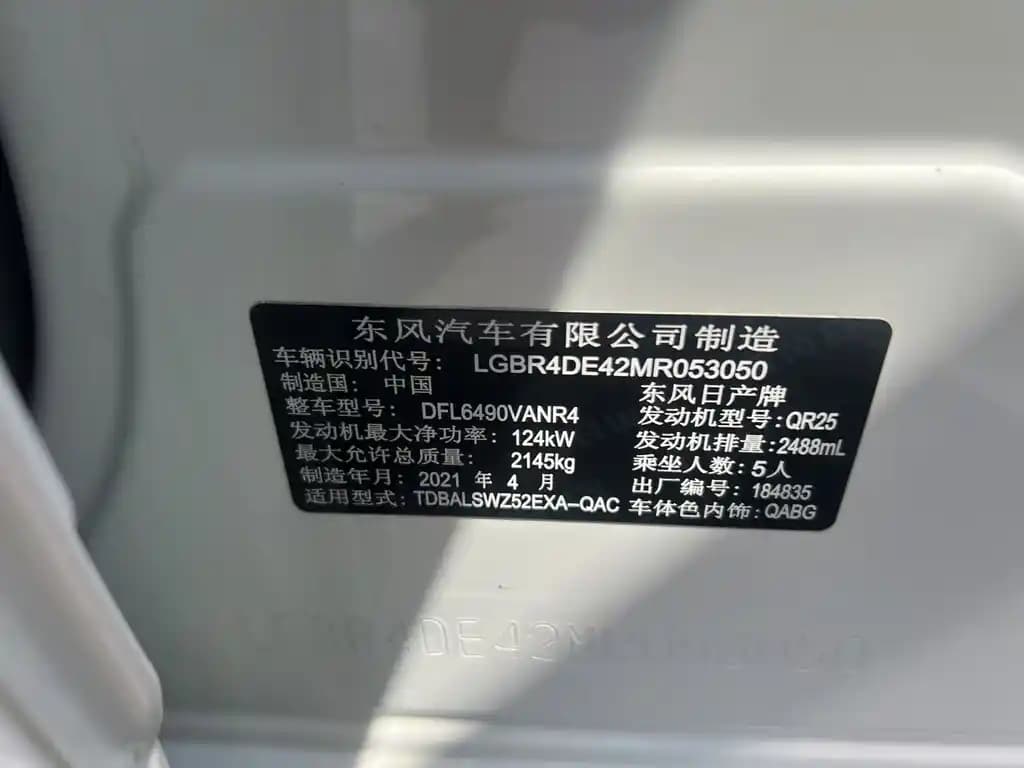 东风汽车有限公司制造
车辆识别代号: LGBR4DE42MR053050
制造国: 中国 东风日产牌
整车型号: DFL6490VANR4 发动机型号:QR25
发动机最大净功率: 124kW 发动机排量:2488mL
最大允许总质量: 2145kg 乘坐人数:5人
制造年月: 2021 年 4 月 出厂编号: 184835
适用型式: TDBALSWZ52EXA-QAC 车体色内饰:QABG